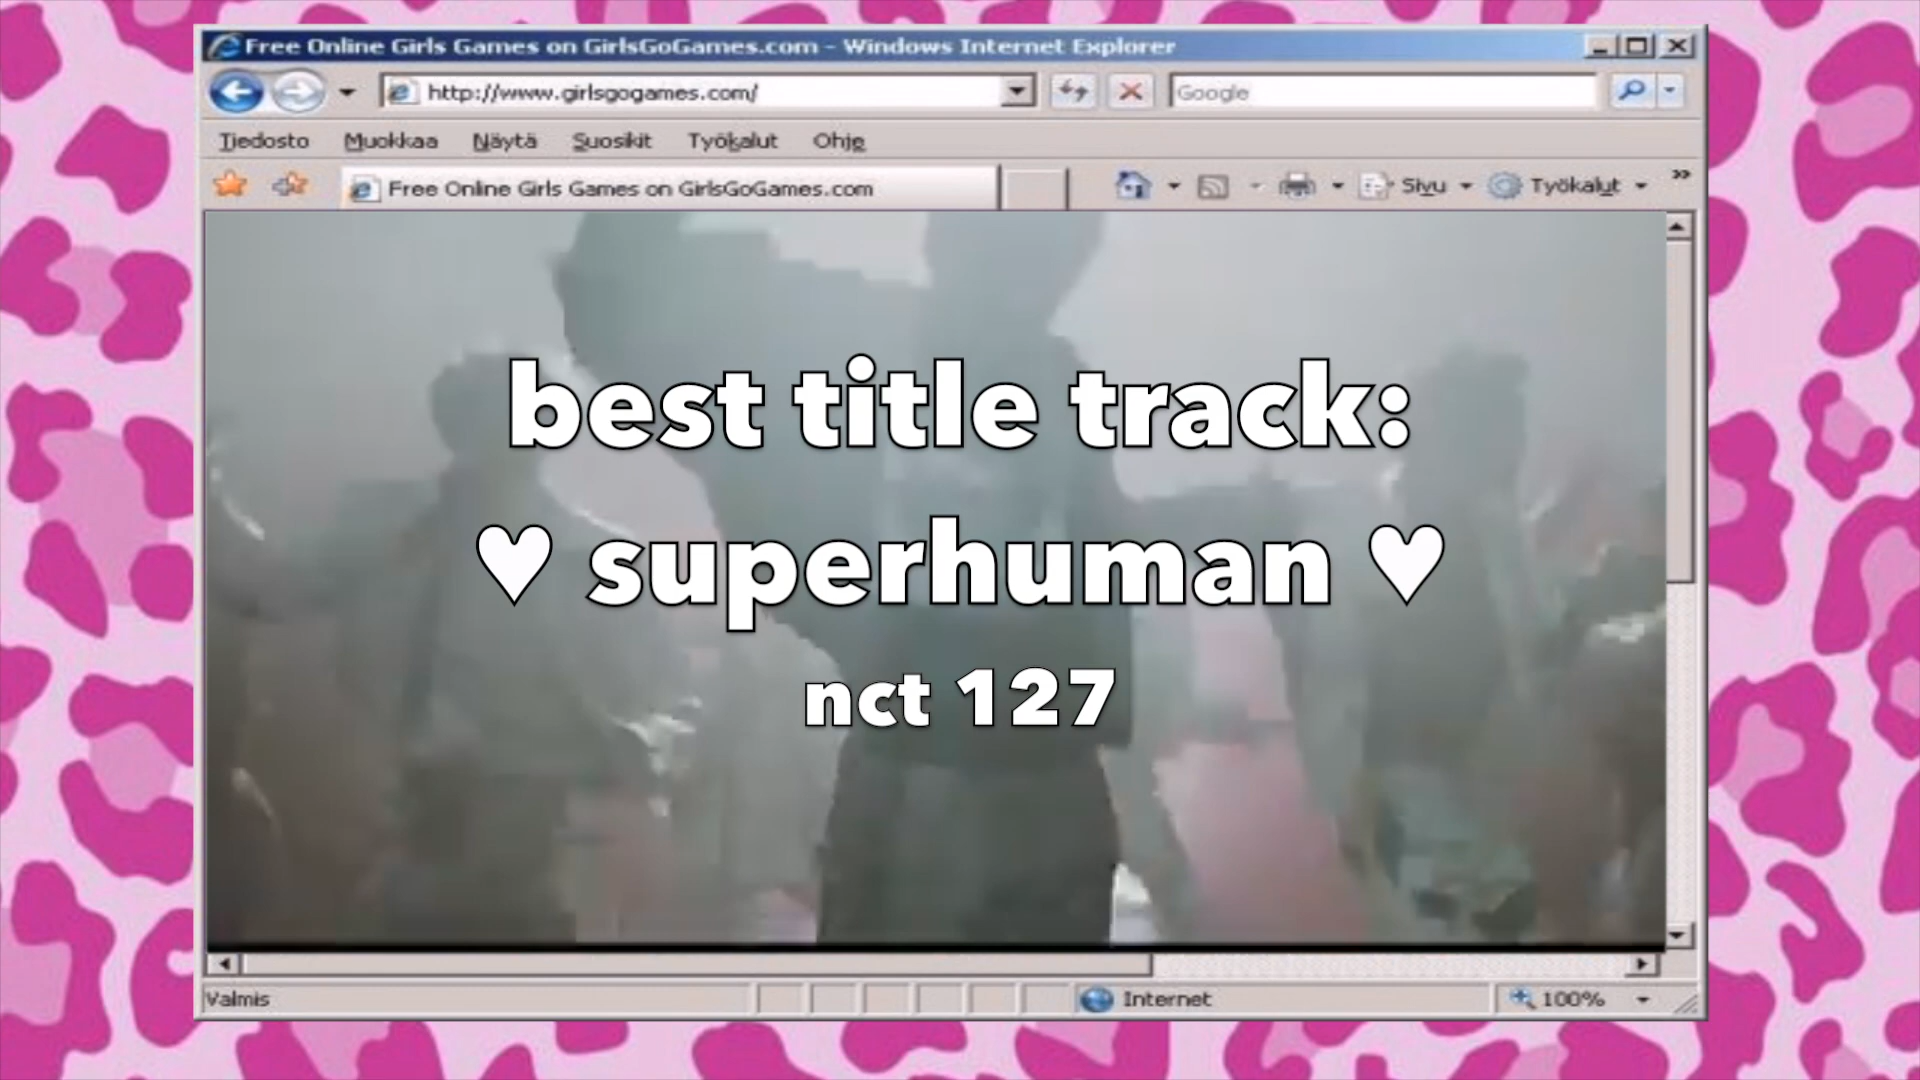 Free Online Girls Games on GirlsGoGames.com - Windows Internet Explorer
http://www.girlsgogames.com/
Google
Tiedosto Muokkaa Näytä Suosikit Työkalut Ohje
Free Online Girls Games on GirlsGoGames.com
Sivu Työkalut »
best title track:
♥ superhuman ♥
nct 127
Valmis Internet 100%